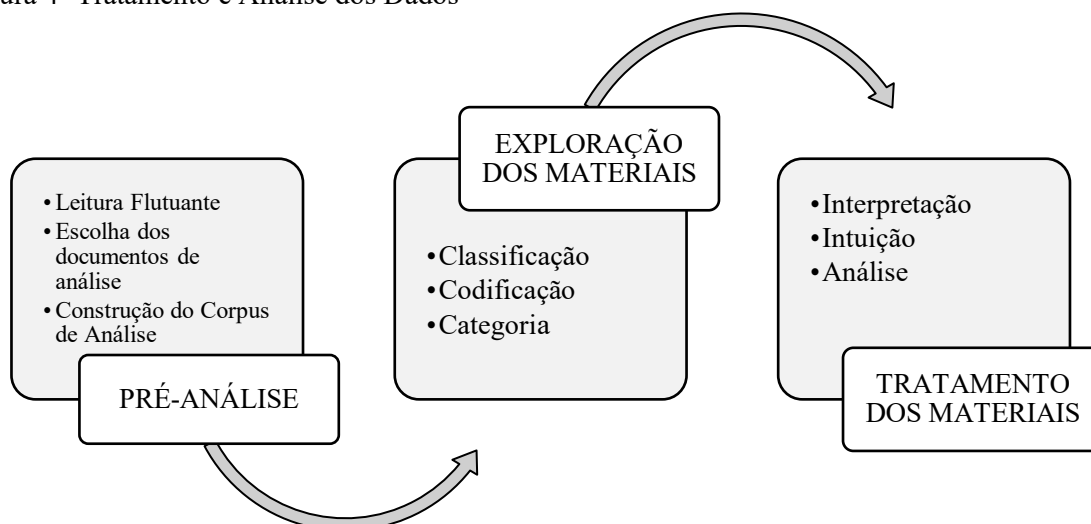 Tratamento e Análise dos Dados
• Leitura Flutuante
• Escolha dos
documentos de
análise
• Construção do Corpus
de Análise
PRÉ-ANÁLISE
EXPLORAÇÃO
DOS MATERIAIS
•Classificação
•Codificação
•Categoria
•Interpretação
•Intuição
•Análise
TRATAMENTO
DOS MATERIAIS